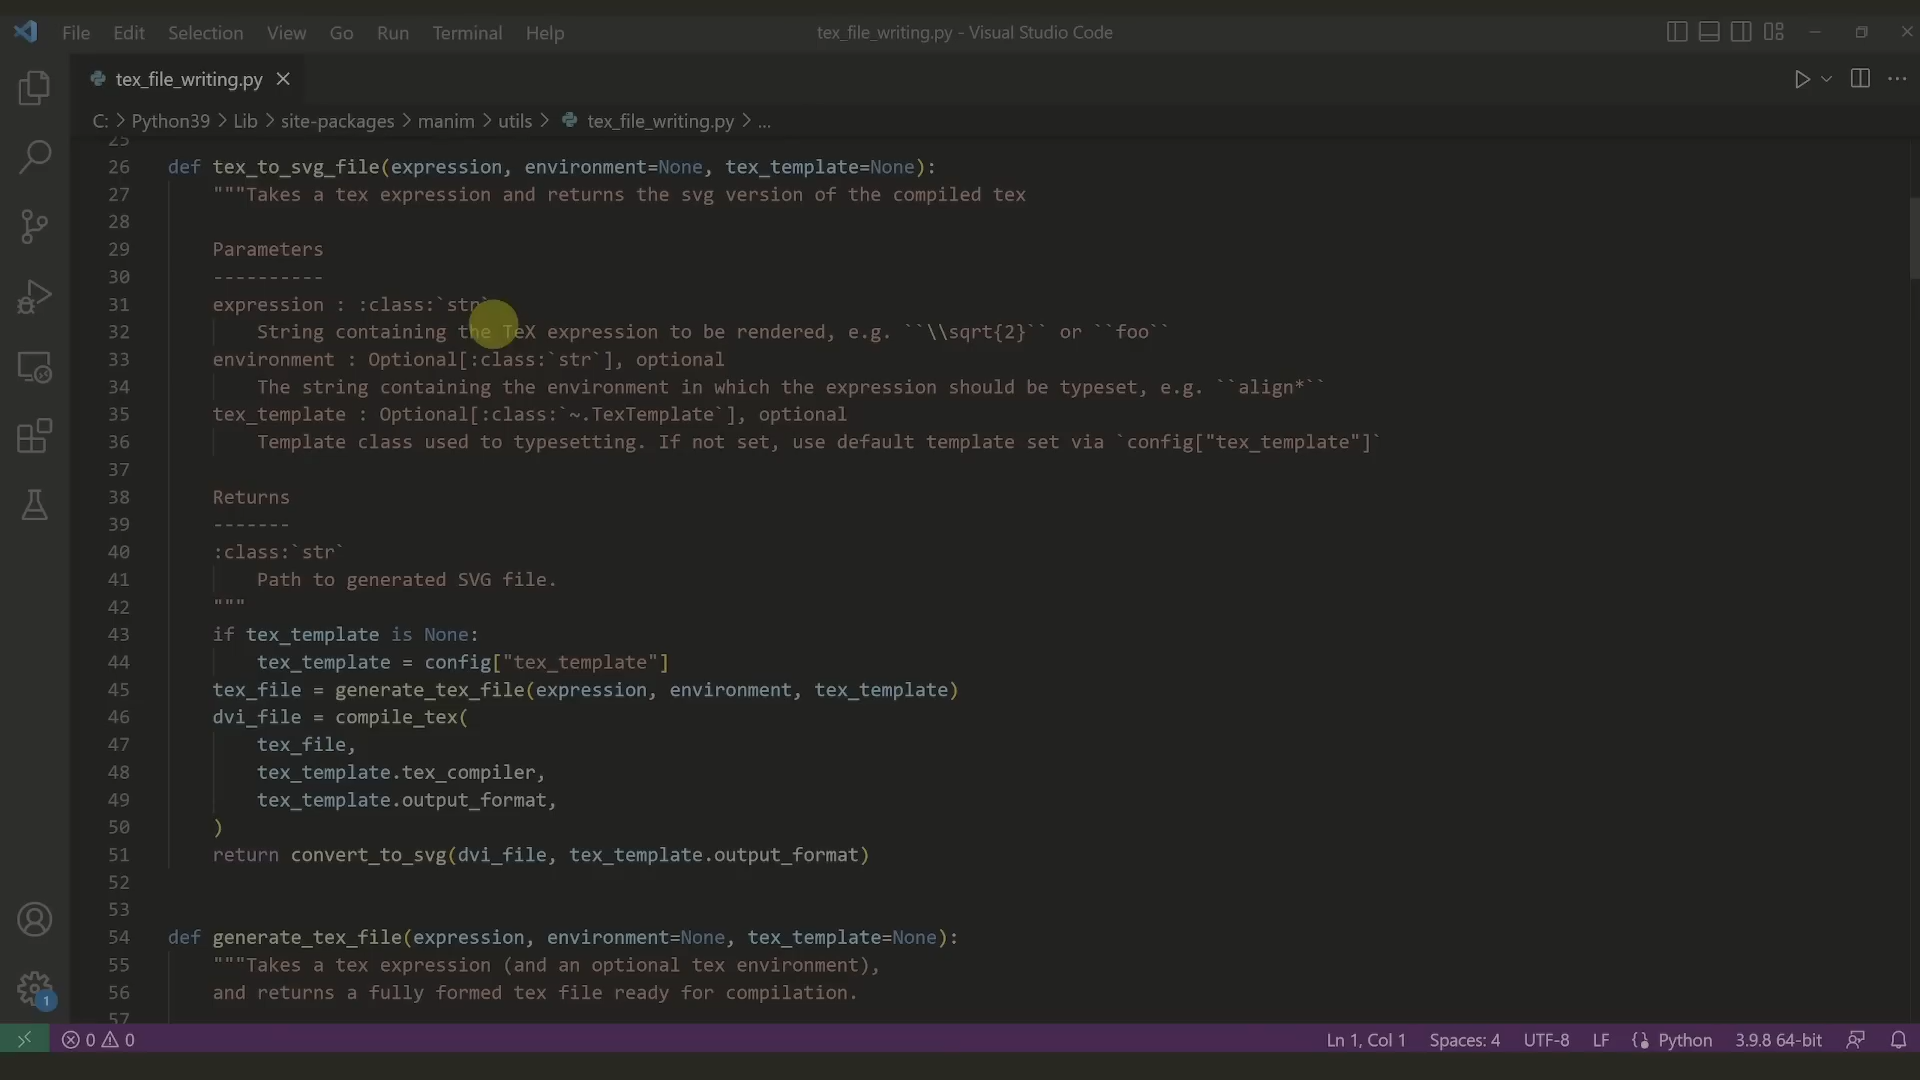 File Edit Selection View Go Run Terminal Help
tex_file_writing.py - Visual Studio Code
tex_file_writing.py
C: > Python39 > Lib > site-packages > manim > utils > tex_file_writing.py > ...
25
26 def tex_to_svg_file(expression, environment=None, tex_template=None):
27 """Takes a tex expression and returns the svg version of the compiled tex
28
29 Parameters
30 ----------
31 expression : :class:`str`
32 String containing the TeX expression to be rendered, e.g. ``\\sqrt{2}`` or ``foo``
33 environment : Optional[:class:`str`], optional
34 The string containing the environment in which the expression should be typeset, e.g. ``align*``
35 tex_template : Optional[:class:`~.TexTemplate`], optional
36 Template class used to typesetting. If not set, use default template set via `config["tex_template"]`
37
38 Returns
39 -------
40 :class:`str`
41 Path to generated SVG file.
42 """
43 if tex_template is None:
44 tex_template = config["tex_template"]
45 tex_file = generate_tex_file(expression, environment, tex_template)
46 dvi_file = compile_tex(
47 tex_file,
48 tex_template.tex_compiler,
49 tex_template.output_format,
50 )
51 return convert_to_svg(dvi_file, tex_template.output_format)
52
53
54 def generate_tex_file(expression, environment=None, tex_template=None):
55 """Takes a tex expression (and an optional tex environment),
56 and returns a fully formed tex file ready for compilation.
57
1
0 0 Ln 1, Col 1 Spaces: 4 UTF-8 LF Python 3.9.8 64-bit